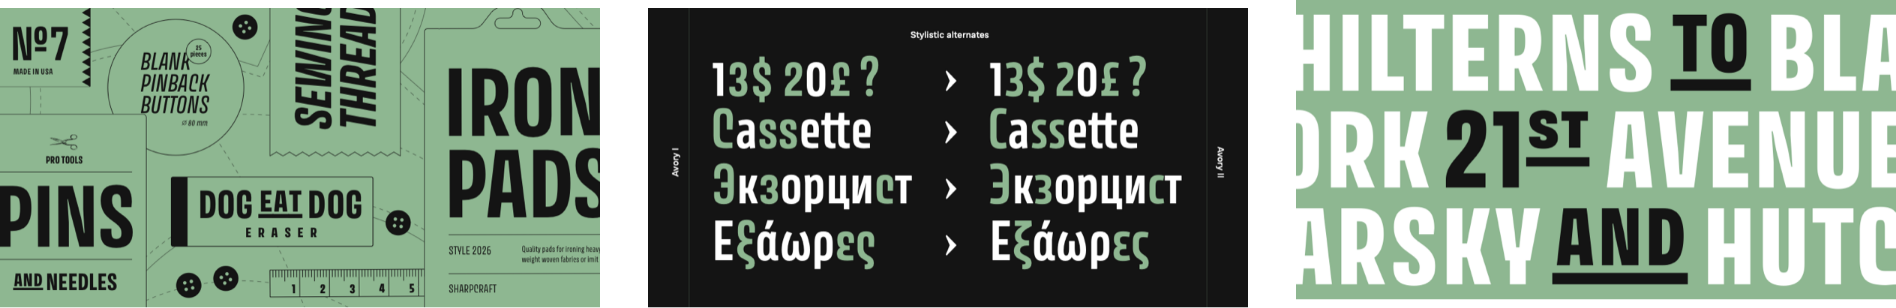 Nº7
MADE IN USA
BLANK
PINBACK
BUTTONS
25
pieces
⌀ 80 mm
SEWING
THREAD
IRON
PADS
PRO TOOLS
PINS
AND NEEDLES
DOG EAT DOG
ERASER
1 2 3 4 5
STYLE 2026
Quality pads for ironing heavy
weight woven fabrics or
SHARPCRAFT
Stylistic alternates
Avory I
13$ 20£ ? › 13$ 20£ ?
Cassette › Cassette
Экзорцист › Экзорцист
Εξάωρες › Εξάωρες
Avory II
HILTERNS TO BLA
ORK 21ST AVENUE
ARSKY AND HUTC